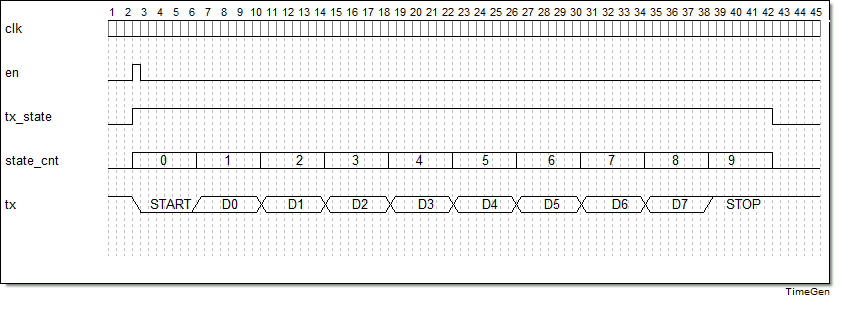 1 2 3 4 5 6 7 8 9 10 11 12 13 14 15 16 17 18 19 20 21 22 23 24 25 26 27 28 29 30 31 32 33 34 35 36 37 38 39 40 41 42 43 44 45
clk
en
tx_state
state_cnt 0 1 2 3 4 5 6 7 8 9
tx START D0 D1 D2 D3 D4 D5 D6 D7 STOP
TimeGen